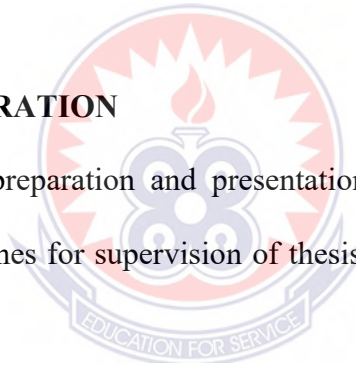 RATION
preparation and presentation
nes for supervision of thesis
EDUCATION FOR SERVICE